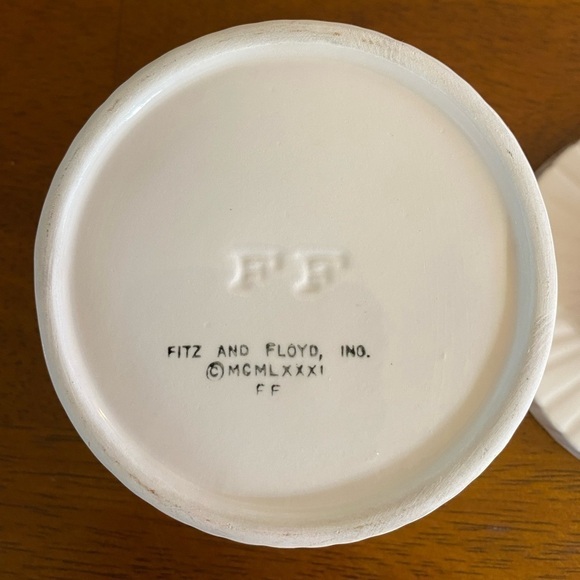 FF
FITZ AND FLOYD, INC.
©MCMLXXXI
FF